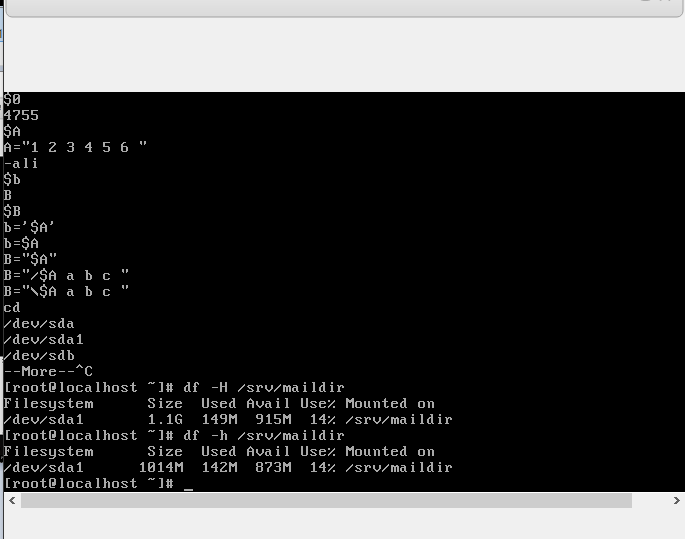 $0
4755
$A
A="1 2 3 4 5 6 "
-ali
$b
B
$B
b='$A'
b=$A
B="$A"
B="/$A a b c "
B="\$A a b c "
cd
/dev/sda
/dev/sda1
/dev/sdb
--More--^C
[root@localhost ~]# df -H /srv/maildir
Filesystem      Size  Used Avail Use% Mounted on
/dev/sda1       1.1G  149M  915M  14% /srv/maildir
[root@localhost ~]# df -h /srv/maildir
Filesystem      Size  Used Avail Use% Mounted on
/dev/sda1      1014M  142M  873M  14% /srv/maildir
[root@localhost ~]# _